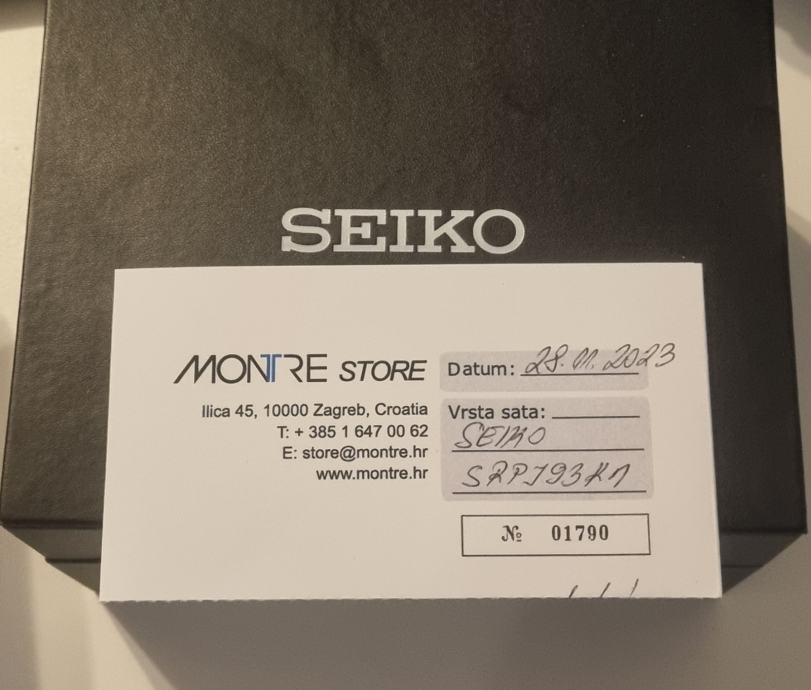 SEIKO
MONTRE STORE
Ilica 45, 10000 Zagreb, Croatia
T: + 385 1 647 00 62
E: store@montre.hr
www.montre.hr
Datum: 28.11.2023
Vrsta sata:
SEIKO
SRPJ93K1
№ 01790